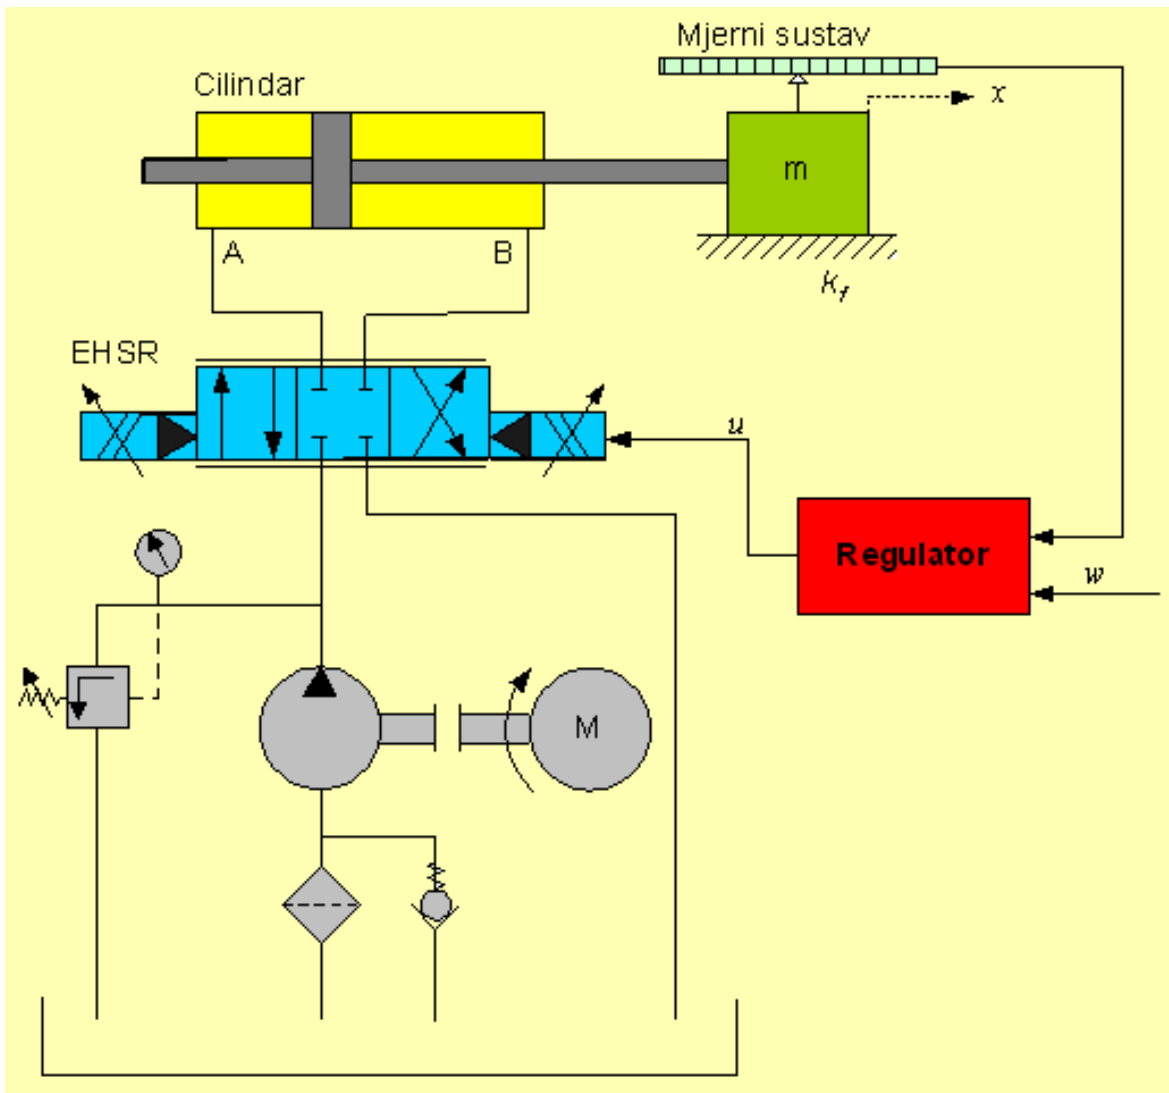 Mjerni sustav
Cilindar
x
m
A
B
k_f
EHSR
u
Regulator
w
M